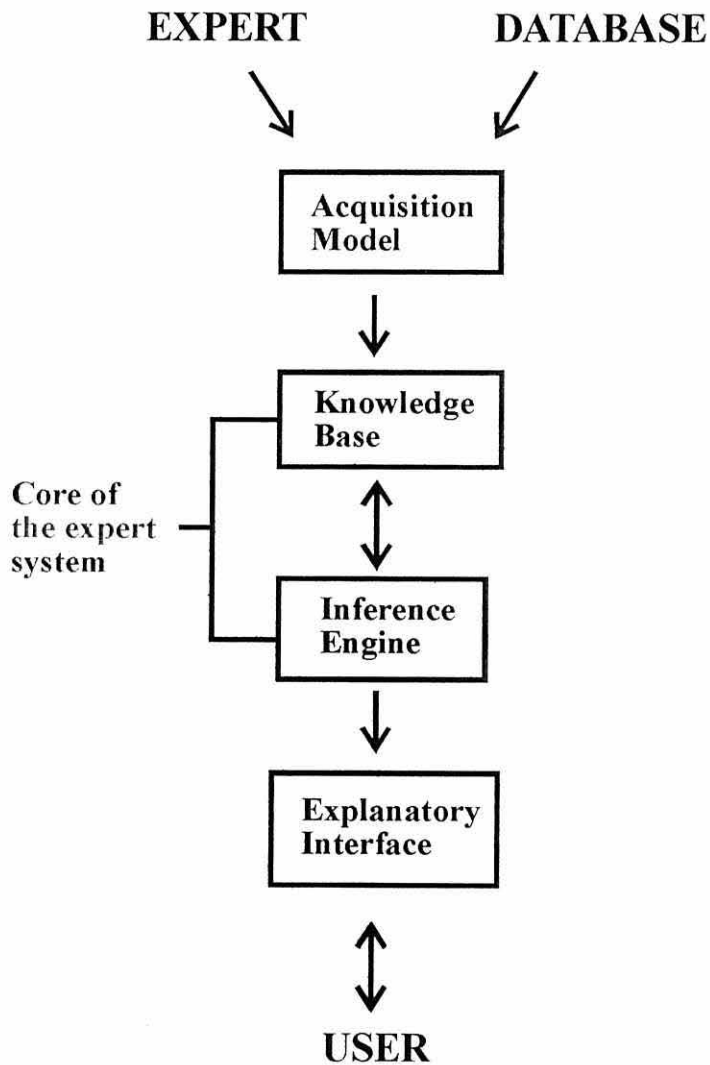 EXPERT DATABASE
Acquisition
Model
Knowledge
Base
Core of
the expert
system
Inference
Engine
Explanatory
Interface
USER